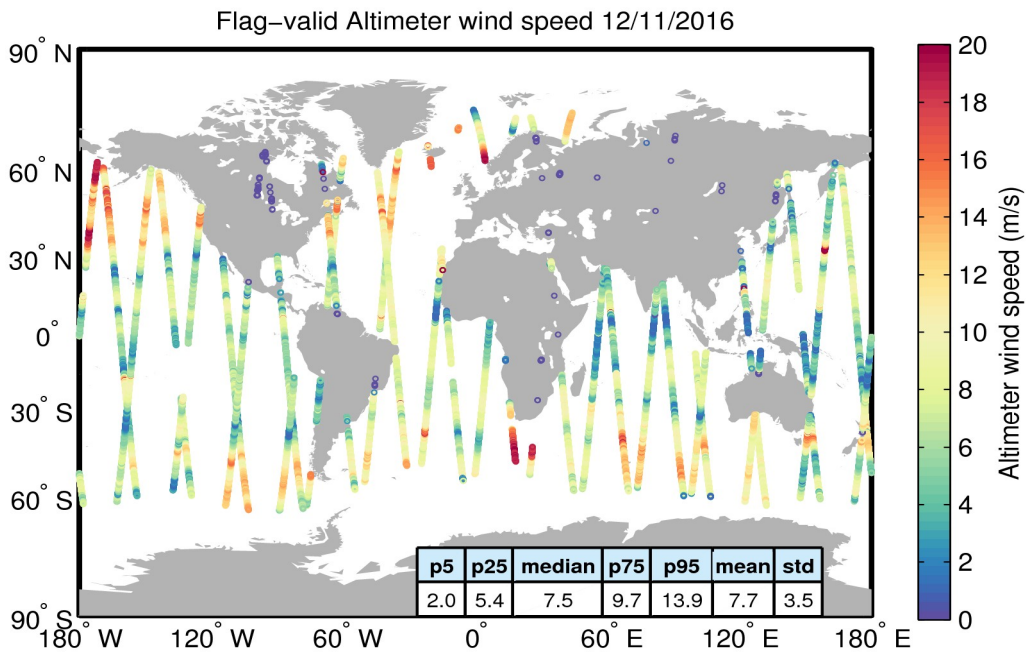 Flag−valid Altimeter wind speed 12/11/2016
90° N
60° N
30° N
0°
30° S
60° S
90° S
180° W
120° W
60° W
0°
60° E
120° E
180° E
p5 p25 median p75 p95 mean std
2.0 5.4 7.5 9.7 13.9 7.7 3.5
20
18
16
14
12
10
8
6
4
2
0
Altimeter wind speed (m/s)